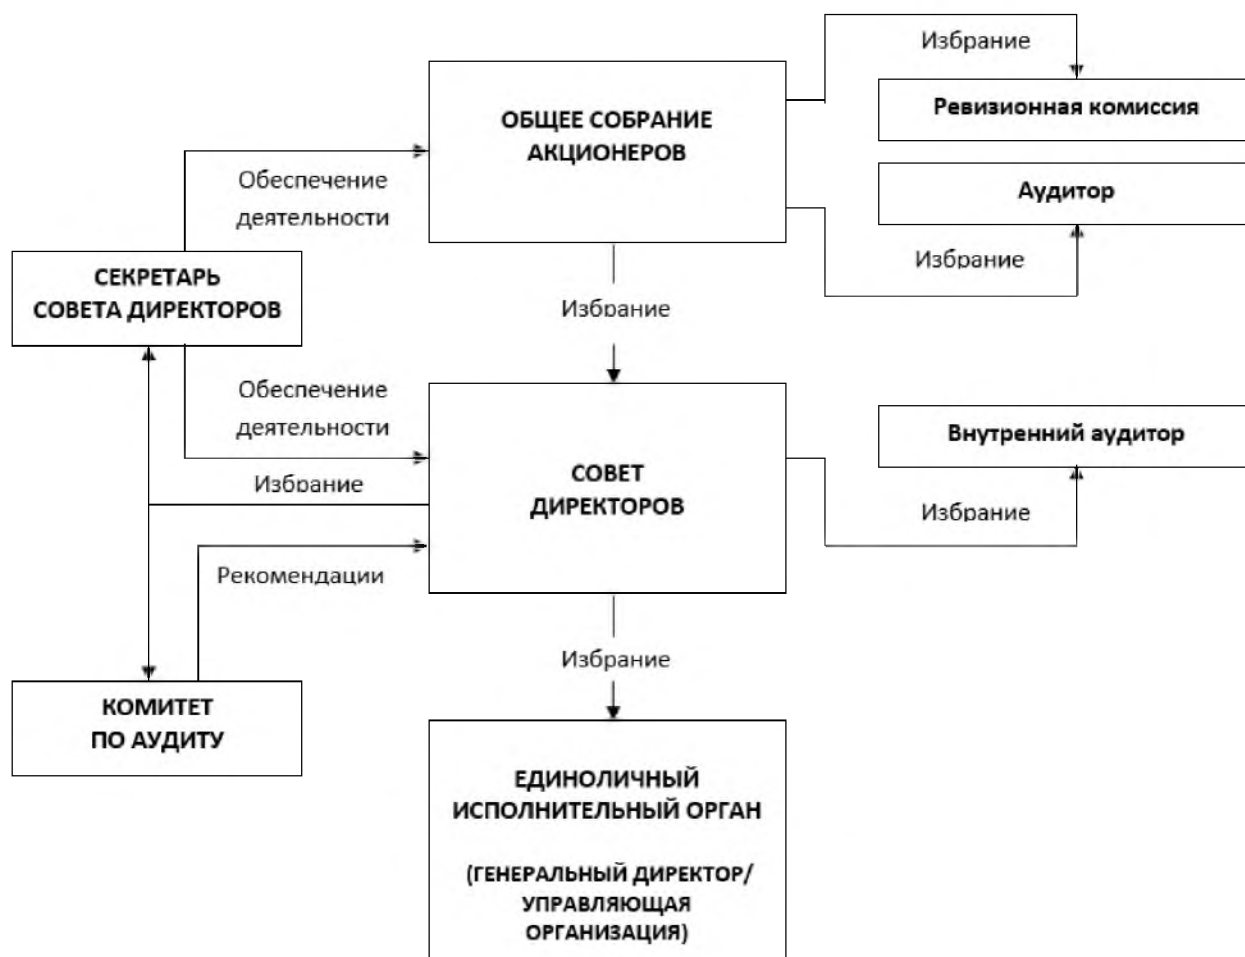 Избрание
Ревизионная комиссия
ОБЩЕЕ СОБРАНИЕ
АКЦИОНЕРОВ
Обеспечение
деятельности
Аудитор
Избрание
СЕКРЕТАРЬ
СОВЕТА ДИРЕКТОРОВ
Избрание
Обеспечение
деятельности
Внутренний аудитор
Избрание
СОВЕТ
ДИРЕКТОРОВ
Избрание
Рекомендации
Избрание
КОМИТЕТ
ПО АУДИТУ
ЕДИНОЛИЧНЫЙ
ИСПОЛНИТЕЛЬНЫЙ ОРГАН
(ГЕНЕРАЛЬНЫЙ ДИРЕКТОР/
УПРАВЛЯЮЩАЯ
ОРГАНИЗАЦИЯ)